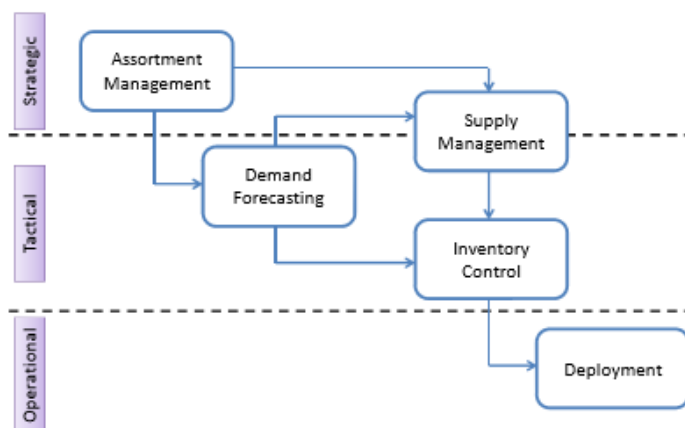 Strategic
Assortment
Management
Supply
Management
Tactical
Demand
Forecasting
Inventory
Control
Operational
Deployment